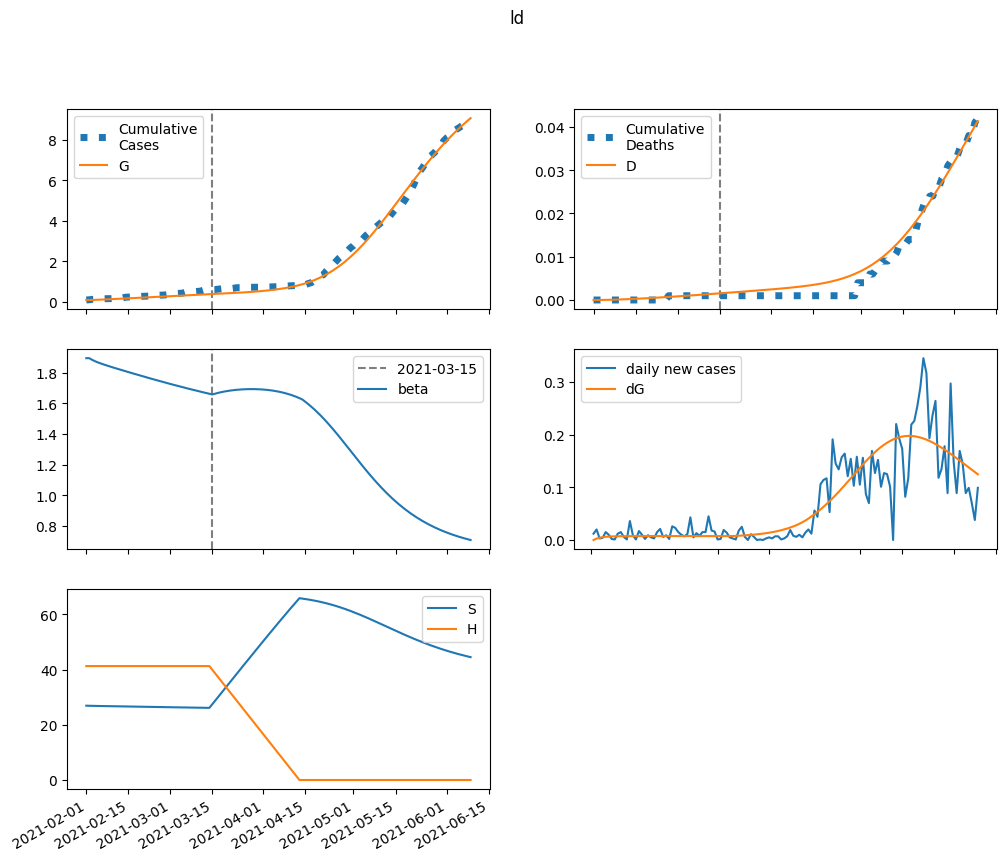 ld
Cumulative
Cases
G
0
2
4
6
8
Cumulative
Deaths
D
0.00
0.01
0.02
0.03
0.04
2021-03-15
beta
0.8
1.0
1.2
1.4
1.6
1.8
daily new cases
dG
0.0
0.1
0.2
0.3
S
H
0
20
40
60
2021-02-01
2021-02-15
2021-03-01
2021-03-15
2021-04-01
2021-04-15
2021-05-01
2021-05-15
2021-06-01
2021-06-15